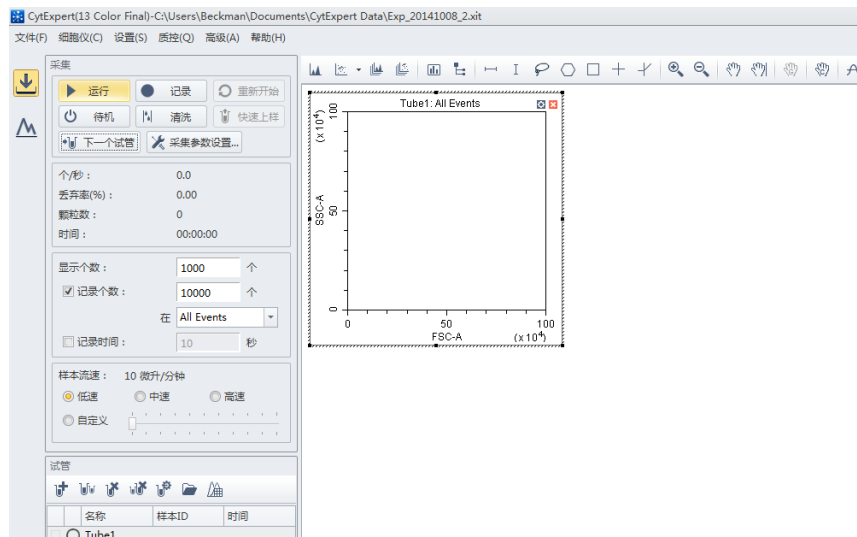 CytExpert(13 Color Final)-C:\Users\Beckman\Documents\CytExpert Data\Exp_20141008_2.xit
文件(F) 细胞仪(C) 设置(S) 质控(Q) 高级(A) 帮助(H)
采集
运行 记录 重新开始
待机 清洗 快速上样
下一个试管 采集参数设置...
个/秒: 0.0
丢弃率(%): 0.00
颗粒数: 0
时间: 00:00:00
显示个数: 1000 个
记录个数: 10000 个
在 All Events
记录时间: 10 秒
样本流速: 10 微升/分钟
低速 中速 高速
自定义
试管
名称 样本ID 时间
Tube1
Tube1: All Events
100
(x 10⁴)
SSC-A
50
0
0 50 100
FSC-A (x 10⁴)